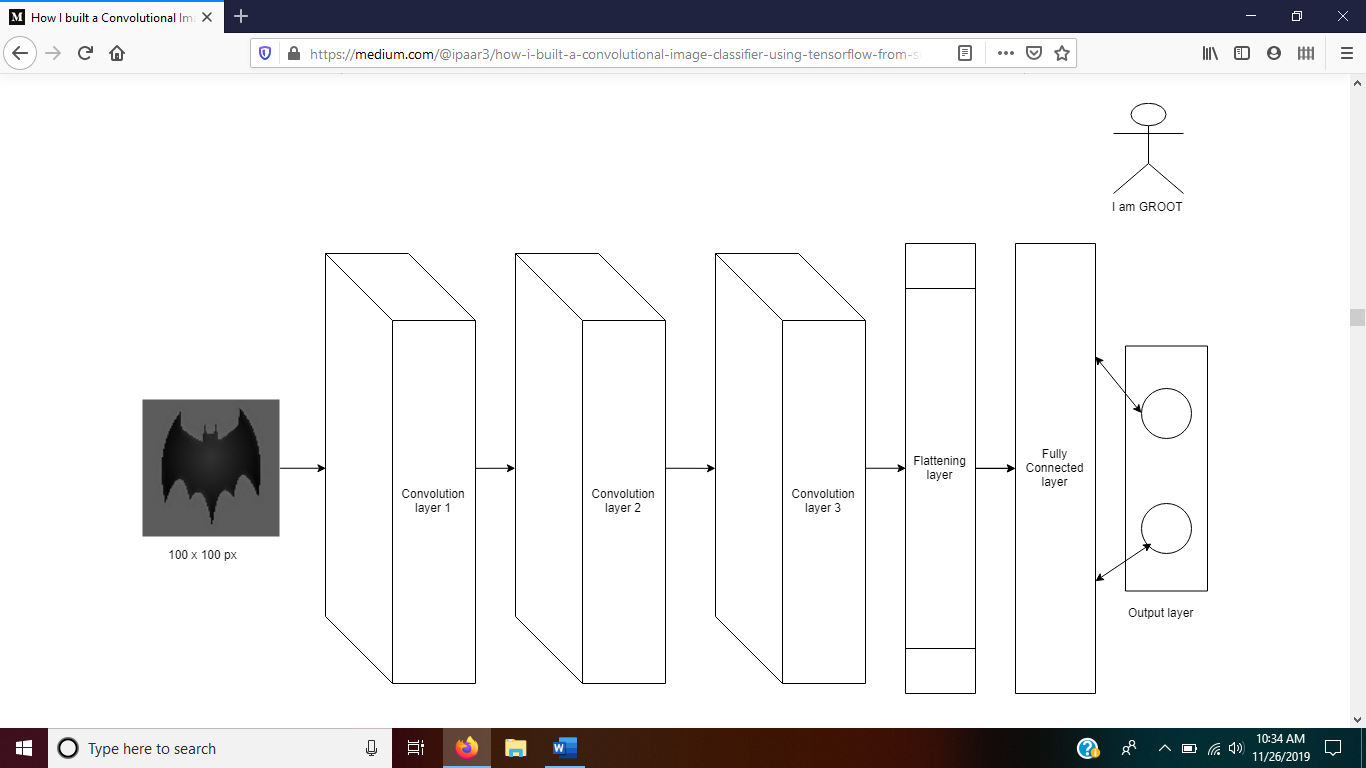 How I built a Convolutional Im
https://medium.com/@ipaar3/how-i-built-a-convolutional-image-classifier-using-tensorflow-from-s
I am GROOT
Convolution
layer 1
Convolution
layer 2
Convolution
layer 3
Flattening
layer
Fully
Connected
layer
100 x 100 px
Output layer
Type here to search
10:34 AM
11/26/2019